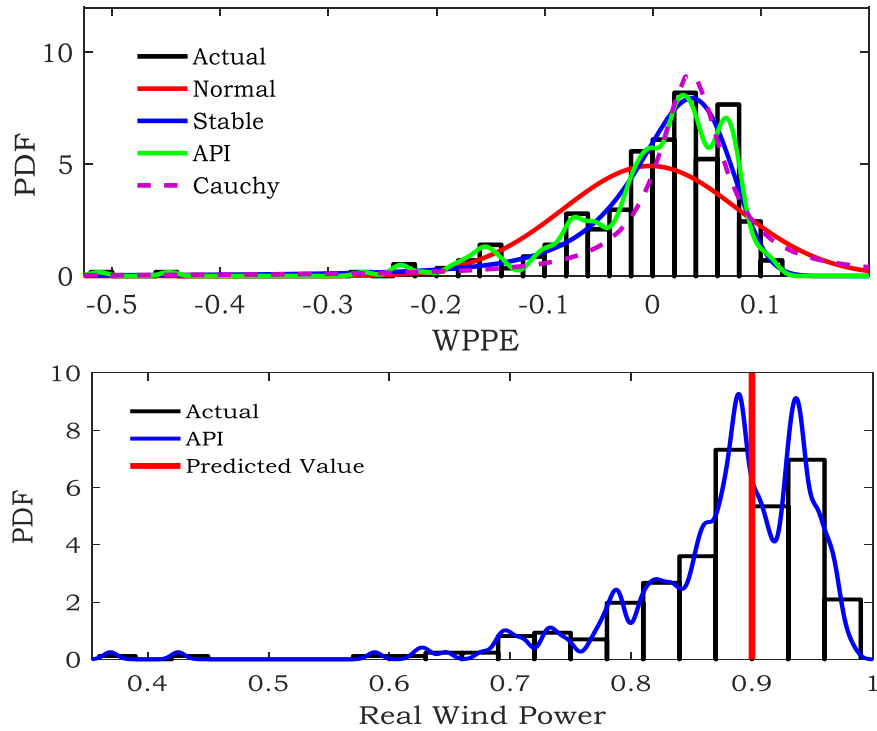 12
10
Actual
Normal
Stable
API
Cauchy
5
0
PDF
-0.5 -0.4 -0.3 -0.2 -0.1 0 0.1
WPPE
10
8
6
4
2
0
Actual
API
Predicted Value
PDF
0.4 0.5 0.6 0.7 0.8 0.9 1
Real Wind Power